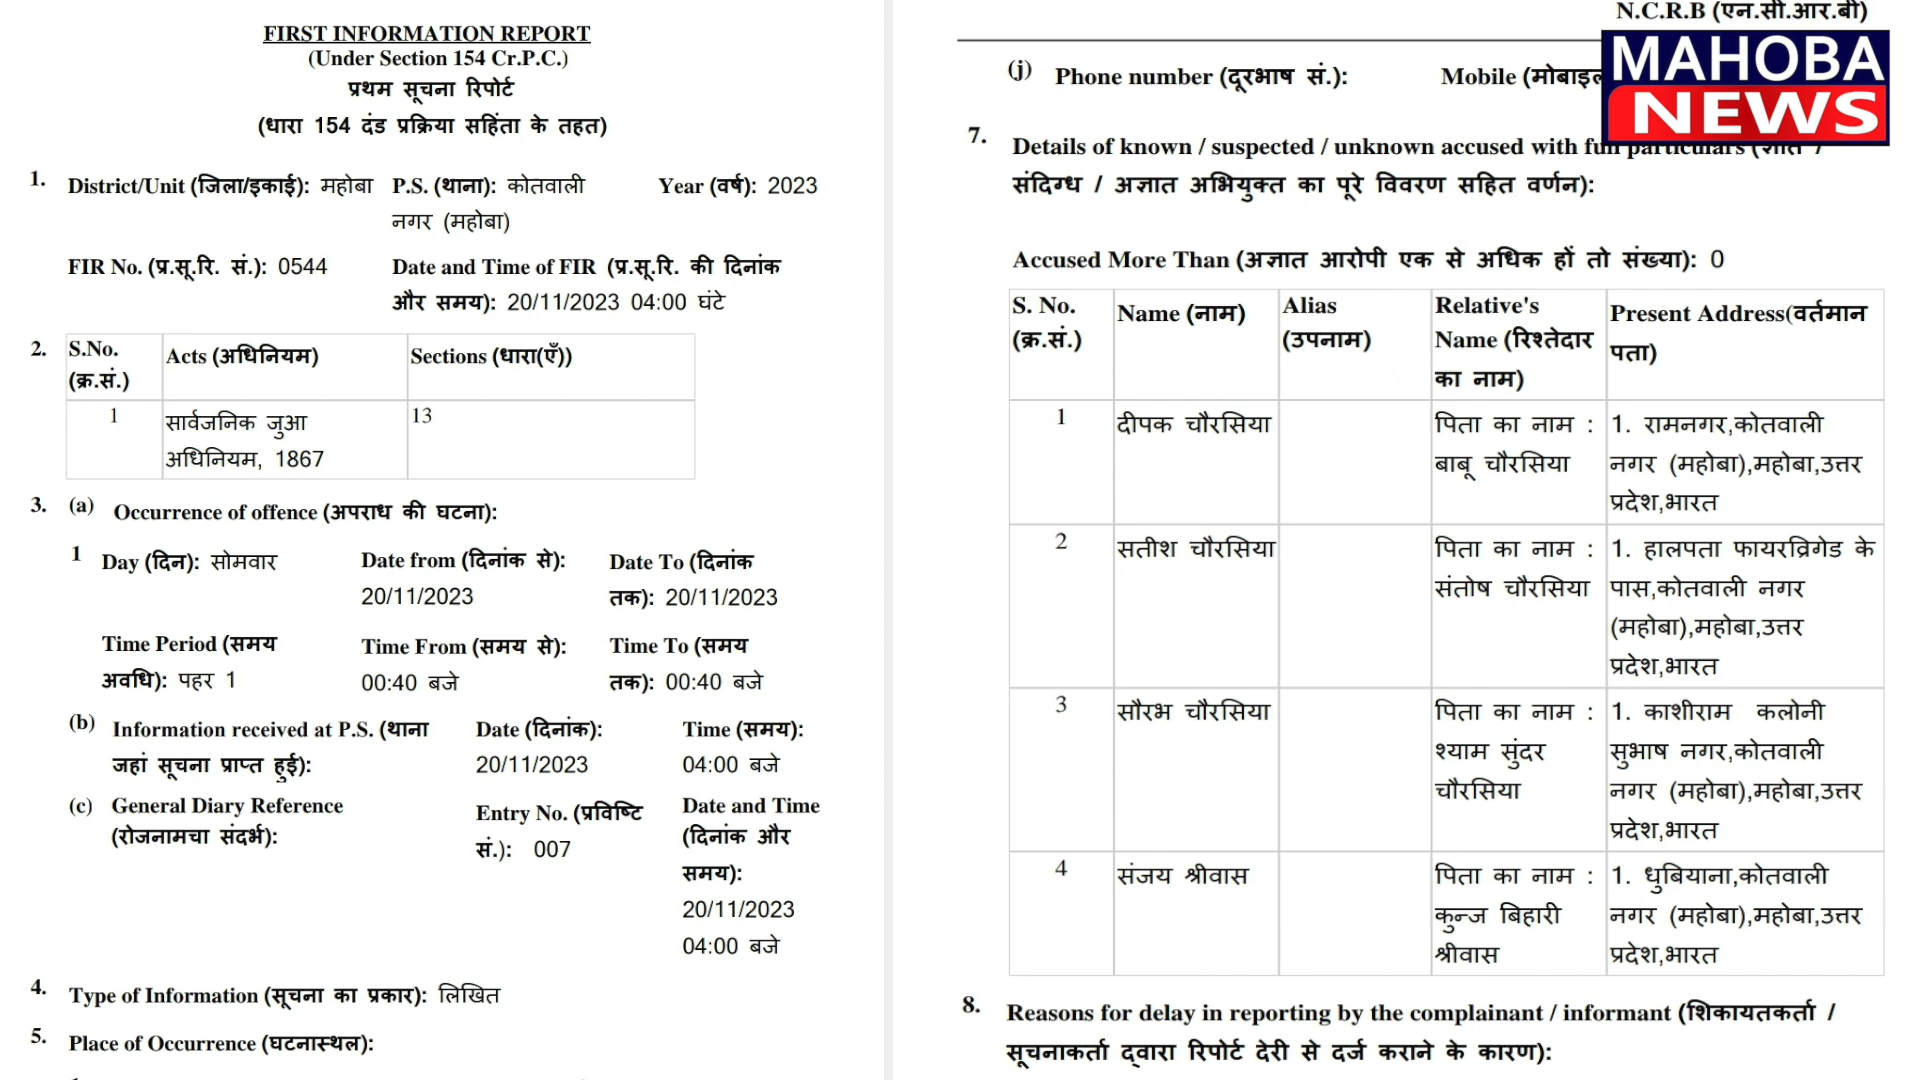 FIRST INFORMATION REPORT
(Under Section 154 Cr.P.C.)
प्रथम सूचना रिपोर्ट
(धारा 154 दंड प्रक्रिया सहिंता के तहत)
1. District/Unit (जिला/इकाई): महोबा P.S. (थाना): कोतवाली Year (वर्ष): 2023
नगर (महोबा)
FIR No. (प्र.सू.रि. सं.): 0544 Date and Time of FIR (प्र.सू.रि. की दिनांक
और समय): 20/11/2023 04:00 घंटे
2. S.No. Acts (अधिनियम) Sections (धारा(एँ))
(क्र.सं.)
1 सार्वजनिक जुआ 13
अधिनियम, 1867
3. (a) Occurrence of offence (अपराध की घटना):
1 Day (दिन): सोमवार Date from (दिनांक से): Date To (दिनांक
20/11/2023 तक): 20/11/2023
Time Period (समय Time From (समय से): Time To (समय
अवधि): पहर 1 00:40 बजे तक): 00:40 बजे
(b) Information received at P.S. (थाना Date (दिनांक): Time (समय):
जहां सूचना प्राप्त हुई): 20/11/2023 04:00 बजे
(c) General Diary Reference Entry No. (प्रविष्टि Date and Time
(रोजनामचा संदर्भ): सं.): 007 (दिनांक और
समय):
20/11/2023
04:00 बजे
4. Type of Information (सूचना का प्रकार): लिखित
5. Place of Occurrence (घटनास्थल):
N.C.R.B (एन.सी.आर.बी)
MAHOBA
NEWS
(j) Phone number (दूरभाष सं.): Mobile (मोबाइल
7. Details of known / suspected / unknown accused with full particulars (ज्ञात /
संदिग्ध / अज्ञात अभियुक्त का पूरे विवरण सहित वर्णन):
Accused More Than (अज्ञात आरोपी एक से अधिक हों तो संख्या): 0
S. No. Name (नाम) Alias Relative's Present Address(वर्तमान
(क्र.सं.) (उपनाम) Name (रिश्तेदार पता)
का नाम)
1 दीपक चौरसिया पिता का नाम : 1. रामनगर,कोतवाली
बाबू चौरसिया नगर (महोबा),महोबा,उत्तर
प्रदेश,भारत
2 सतीश चौरसिया पिता का नाम : 1. हालपता फायरव्रिगेड के
संतोष चौरसिया पास,कोतवाली नगर
(महोबा),महोबा,उत्तर
प्रदेश,भारत
3 सौरभ चौरसिया पिता का नाम : 1. काशीराम कलोनी
श्याम सुंदर सुभाष नगर,कोतवाली
चौरसिया नगर (महोबा),महोबा,उत्तर
प्रदेश,भारत
4 संजय श्रीवास पिता का नाम : 1. धुबियाना,कोतवाली
कुन्ज बिहारी नगर (महोबा),महोबा,उत्तर
श्रीवास प्रदेश,भारत
8. Reasons for delay in reporting by the complainant / informant (शिकायतकर्ता /
सूचनाकर्ता द्वारा रिपोर्ट देरी से दर्ज कराने के कारण):